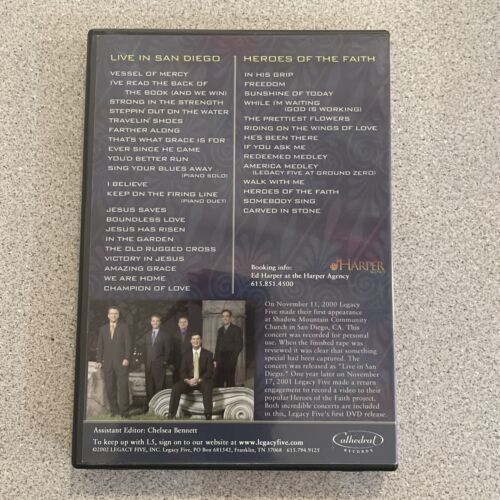 LIVE IN SAN DIEGO
VESSEL OF MERCY
I'VE READ THE BACK OF
THE BOOK (AND WE WIN)
STRONG IN THE STRENGTH
STEPPIN' OUT ON THE WATER
TRAVELIN' SHOES
FARTHER ALONG
THAT'S WHAT GRACE IS FOR
EVER SINCE HE CAME
YOU'D BETTER RUN
SING YOUR BLUES AWAY
(PIANO SOLO)
I BELIEVE
KEEP ON THE FIRING LINE
(PIANO DUET)
JESUS SAVES
BOUNDLESS LOVE
JESUS HAS RISEN
IN THE GARDEN
THE OLD RUGGED CROSS
VICTORY IN JESUS
AMAZING GRACE
WE ARE HOME
CHAMPION OF LOVE
HEROES OF THE FAITH
IN HIS GRIP
FREEDOM
SUNSHINE OF TODAY
WHILE I'M WAITING
(GOD IS WORKING)
THE PRETTIEST FLOWERS
RIDING ON THE WINGS OF LOVE
HE'S BEEN THERE
IF YOU ASK ME
REDEEMED MEDLEY
AMERICA MEDLEY
(LEGACY FIVE AT GROUND ZERO)
WALK WITH ME
HEROES OF THE FAITH
SOMEBODY SING
CARVED IN STONE
Booking info:
Ed Harper at the Harper Agency
615.851.4500
HARPER
On November 11, 2000 Legacy
Five made their first appearance
at Shadow Mountain Community
Church in San Diego, CA. This
concert was recorded for personal
use. When the finished tape was
reviewed it was clear that something
special had been captured. The
concert was released as "Live in San
Diego." One year later on November
17, 2001 Legacy Five made a return
engagement to record a video to their
popular Heroes of the Faith project.
Both incredible concerts are included
in this, Legacy Five's first DVD release.
Assistant Editor: Chelsea Bennett
To keep up with L5, sign on to our website at www.legacyfive.com
©2002 LEGACY FIVE, INC. Legacy Five, PO Box 681542, Franklin, TN 37068 615.794.9125
Cathedral
RECORDS